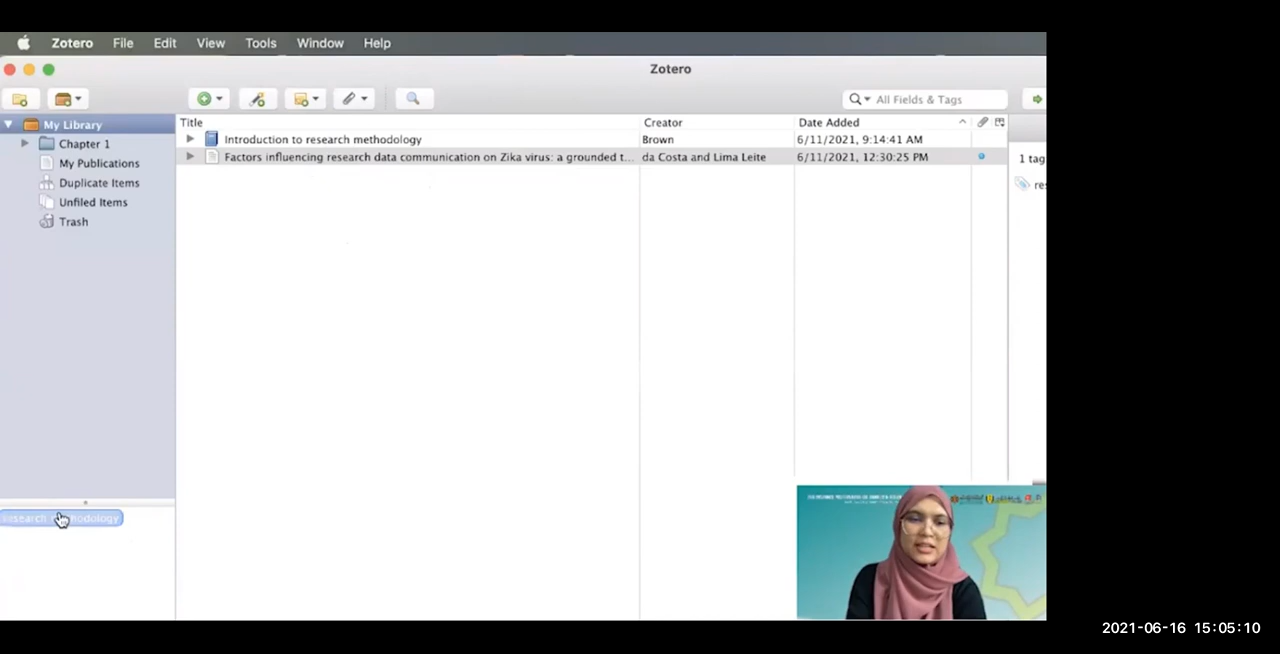 Zotero File Edit View Tools Window Help
Zotero
All Fields & Tags
My Library
Chapter 1
My Publications
Duplicate Items
Unfiled Items
Trash
Title Creator Date Added
Introduction to research methodology Brown 6/11/2021, 9:14:41 AM
Factors influencing research data communication on Zika virus: a grounded t... da Costa and Lima Leite 6/11/2021, 12:30:25 PM
1 tag
res
research methodology
2021-06-16 15:05:10